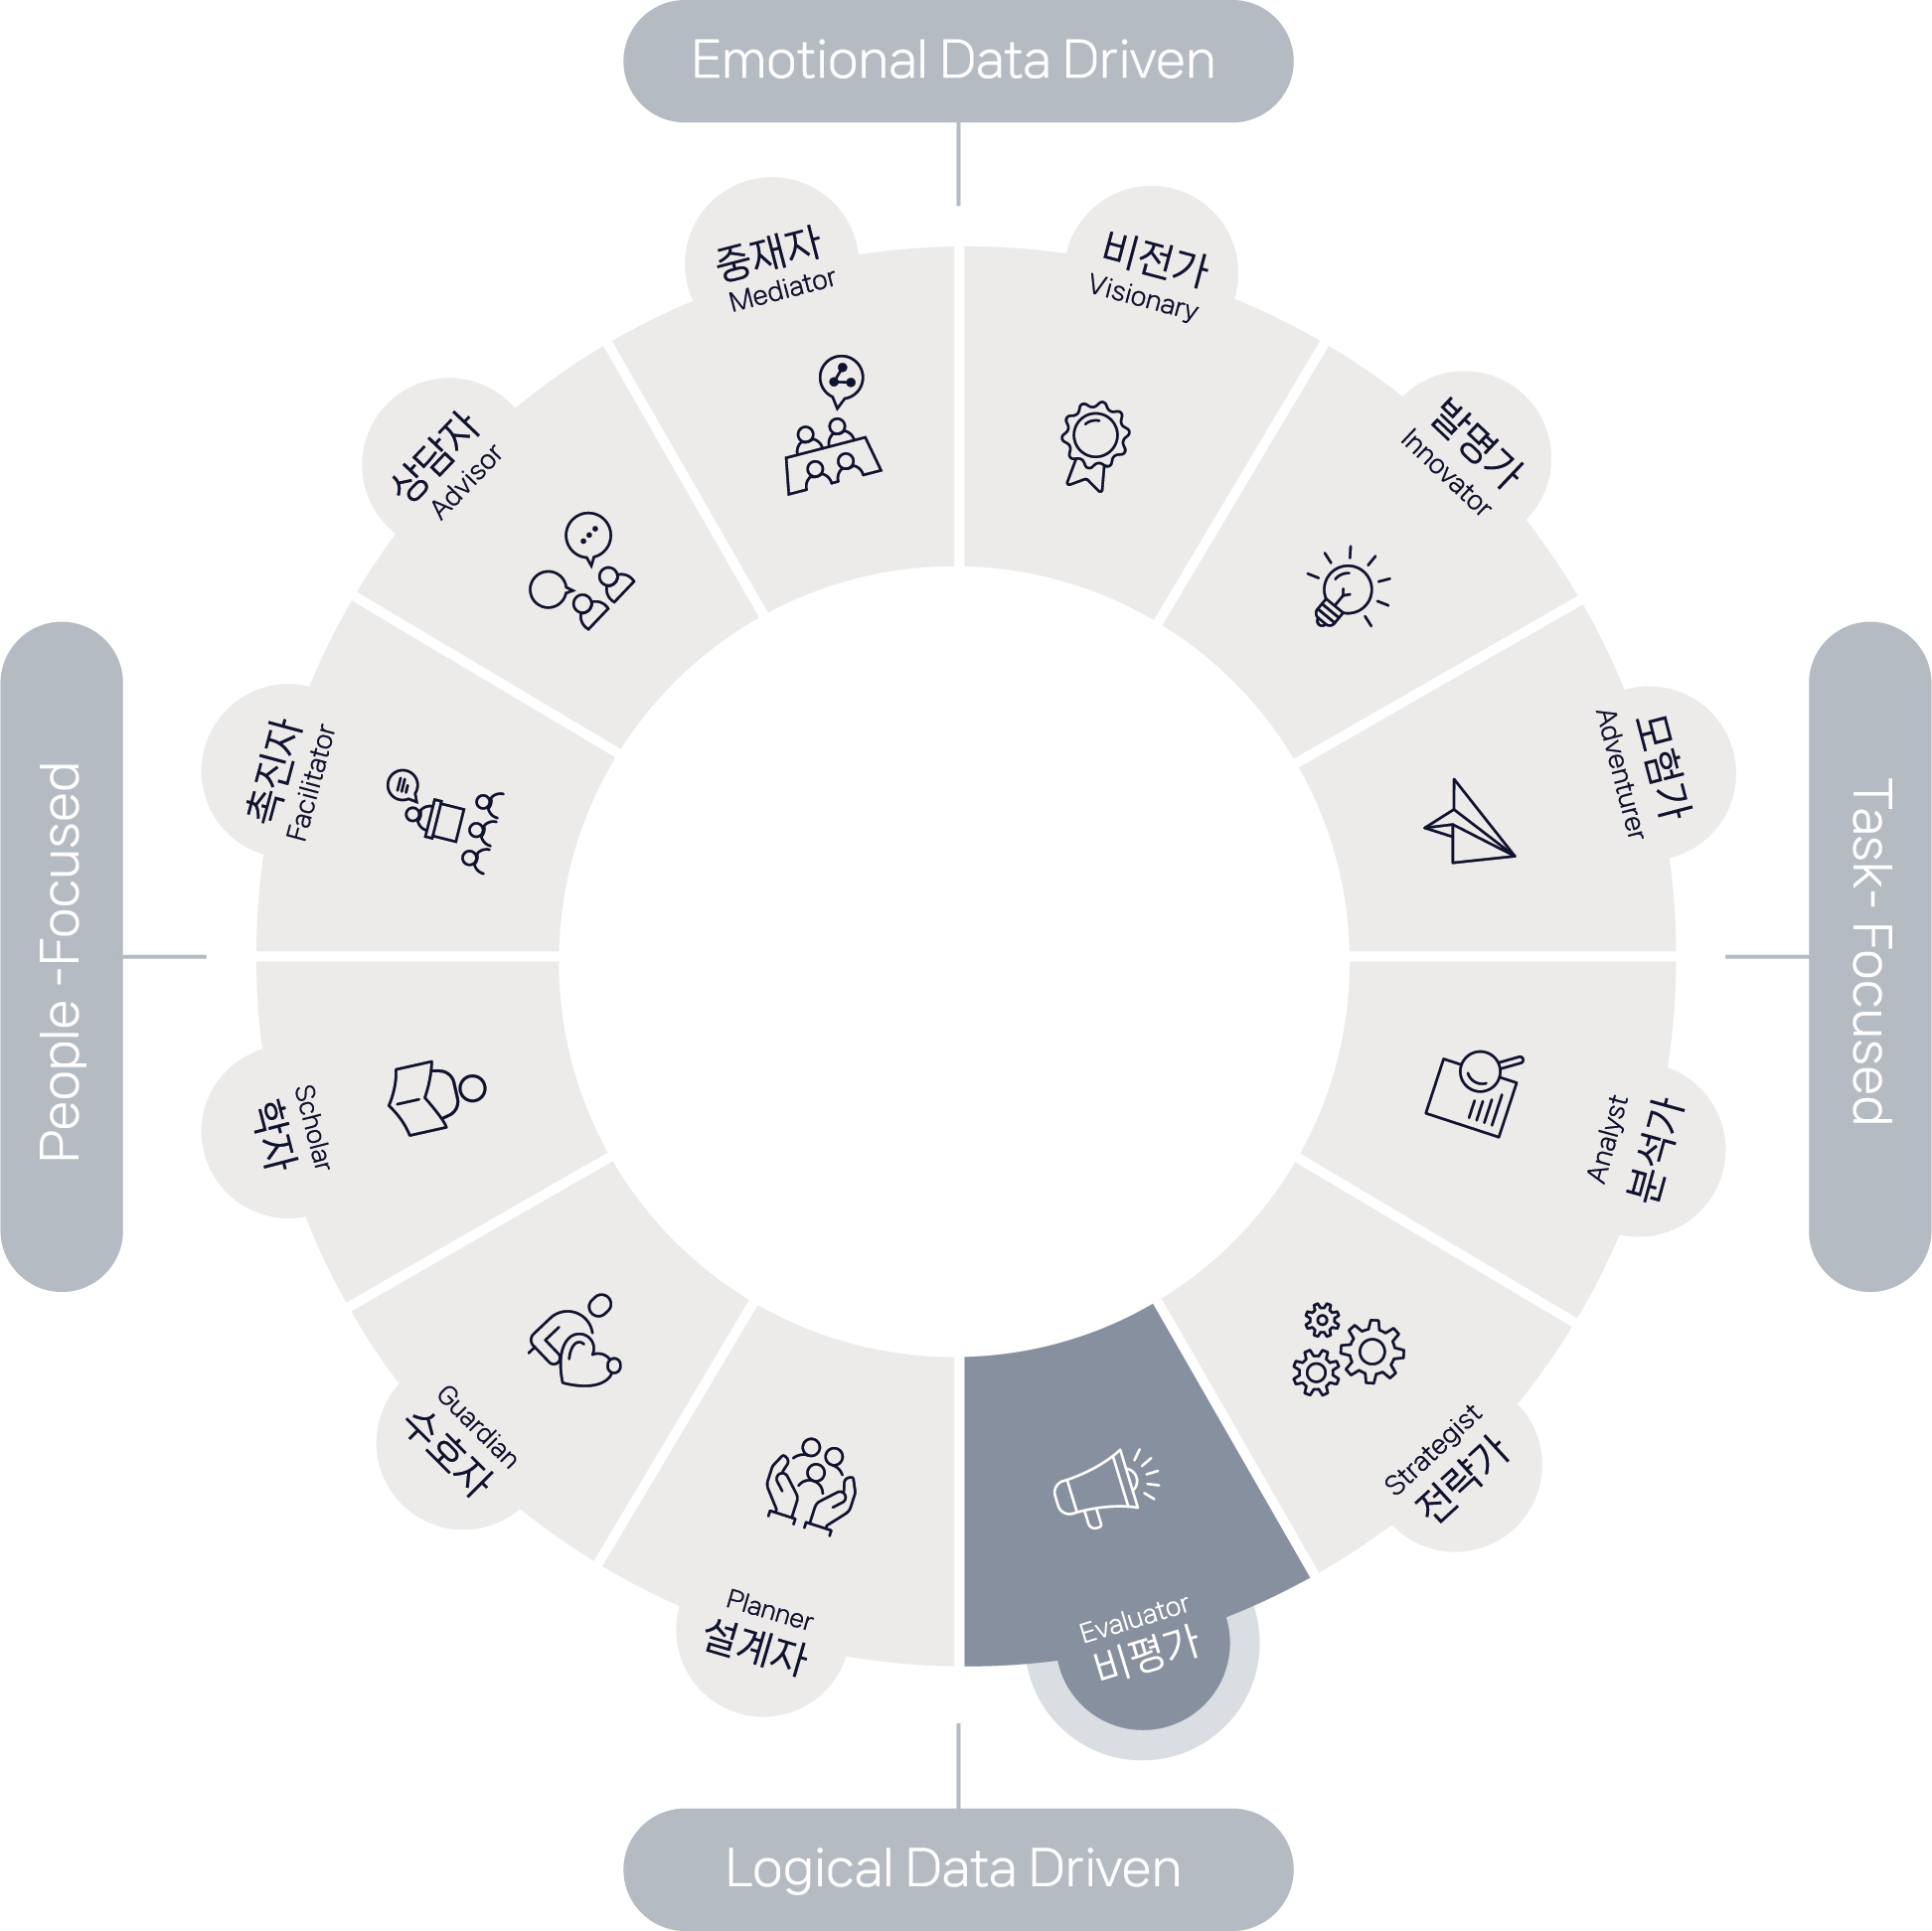 Emotional Data Driven
중재자
Mediator
비전가
Visionary
발명가
Innovator
모험가
Adventurer
Task- Focused
분석가
Analyst
전략가
Strategist
Evaluator
비평가
Logical Data Driven
Planner
설계자
Guardian
수호자
Scholar
학자
People -Focused
촉진자
Facilitator
상담자
Advisor